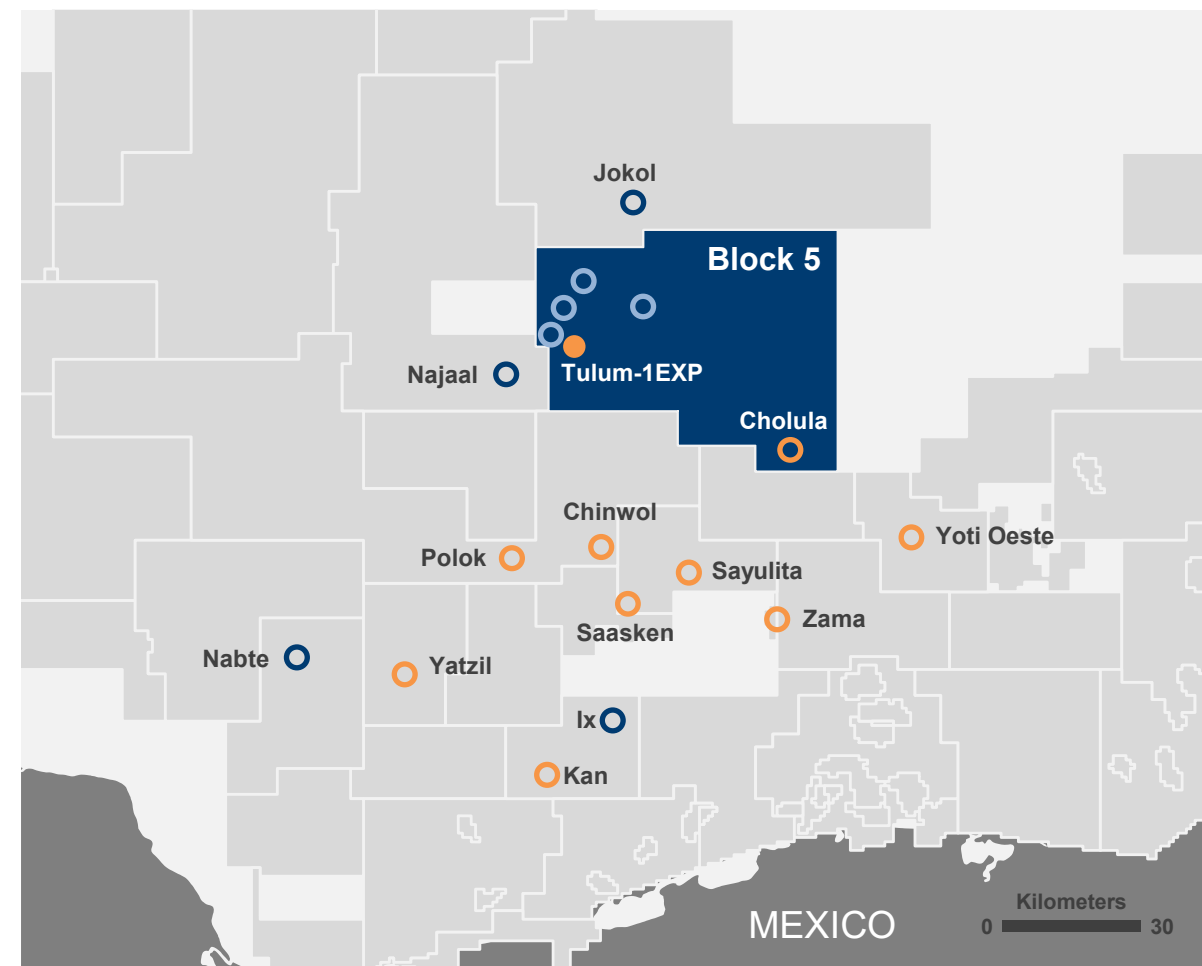 Jokol
Block 5
Najaal
Tulum-1EXP
Cholula
Chinwol
Polok
Yoti Oeste
Sayulita
Saasken
Zama
Nabte
Yatzil
Ix
Kan
Kilometers
0 30
MEXICO